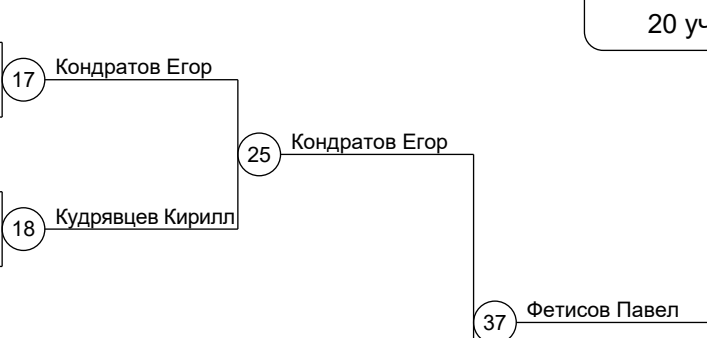 20 уч
17 Кондратов Егор
25 Кондратов Егор
18 Кудрявцев Кирилл
37 Фетисов Павел